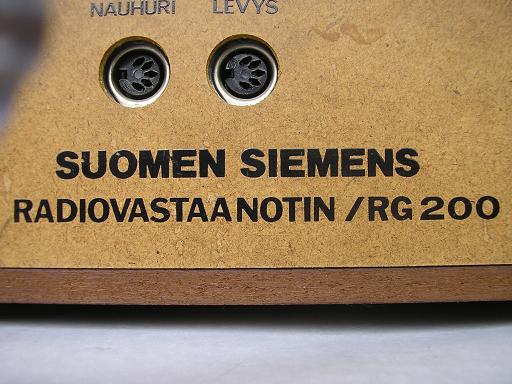 NAUHURI LEVYS
SUOMEN SIEMENS
RADIOVASTAANOTIN /RG 200